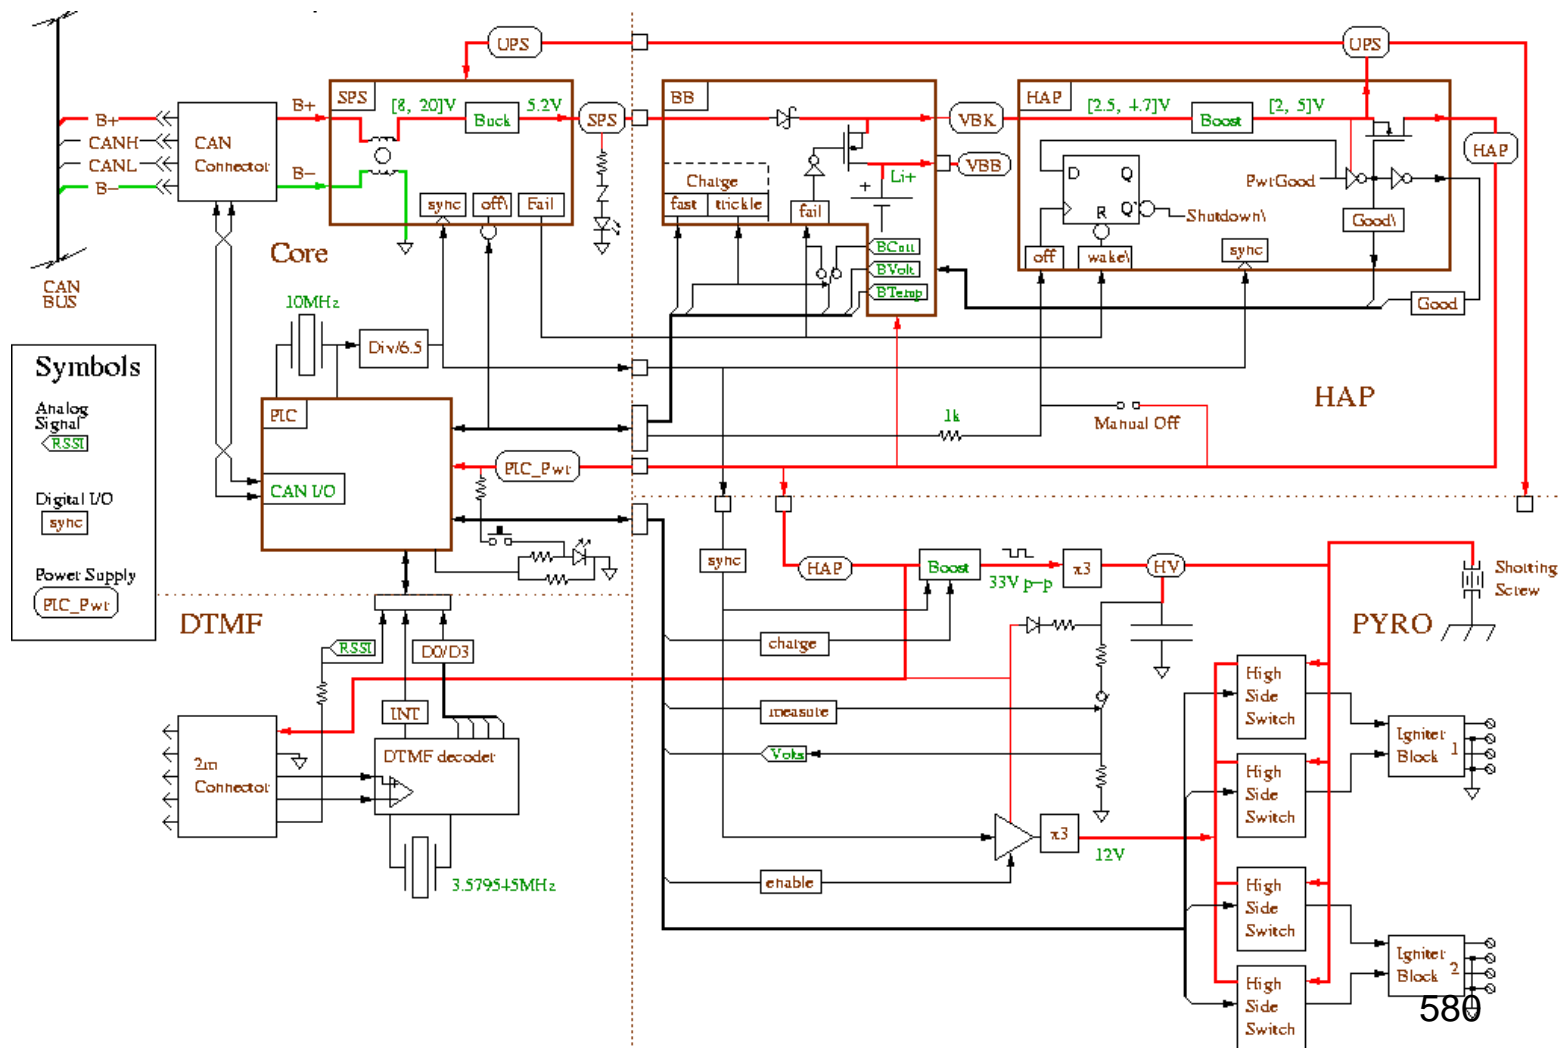 UPS
UPS
SPS
[8, 20]V
Buck
5.2V
SPS
BB
VBK
HAP
[2.5, 4.7]V
Boost
[2, 5]V
HAP
B+
CANH
CANL
B-
CAN
Connector
B+
B-
VBB
Li+
Charge
fast
trickle
fail
D
Q
Q'
R
PwrGood
Shutdown\
Good\
sync
off\
Fail
BCurr
BVolt
BTemp
off
wake\
sync
Good
Core
CAN
BUS
10MHz
Div/6.5
HAP
Symbols
Analog
Signal
RSSI
Digital I/O
sync
Power Supply
PIC_Pwr
PIC
CAN I/O
PIC_Pwr
1k
Manual Off
sync
HAP
Boost
33V p-p
x3
HV
Shotting
Screw
PYRO
DTMF
RSSI
D0/D3
INT
charge
measure
Volts
enable
x3
12V
2m
Connector
DTMF decoder
3.579545MHz
High
Side
Switch
High
Side
Switch
Igniter
Block 1
High
Side
Switch
High
Side
Switch
Igniter
Block 2
580